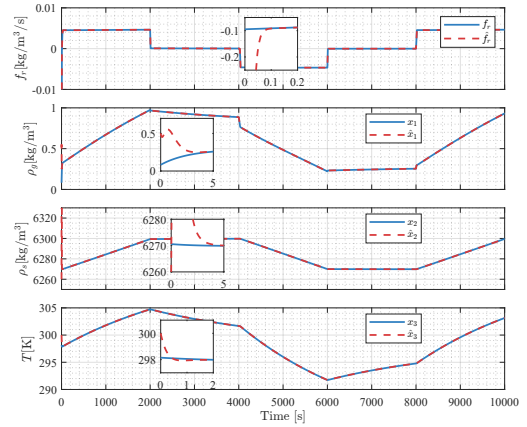 0.01
0
-0.01
f_r[kg/m^3/s]
-0.1
-0.2
0 0.1 0.2
f_r
f̂_r
1
0.5
0
ρ_g[kg/m^3]
0.5
0
0 5
x_1
x̂_1
6320
6300
6280
6260
ρ_s[kg/m^3]
6280
6270
6260
0 5
x_2
x̂_2
305
300
295
290
T[K]
300
298
0 1 2
x_3
x̂_3
0 1000 2000 3000 4000 5000 6000 7000 8000 9000 10000
Time [s]